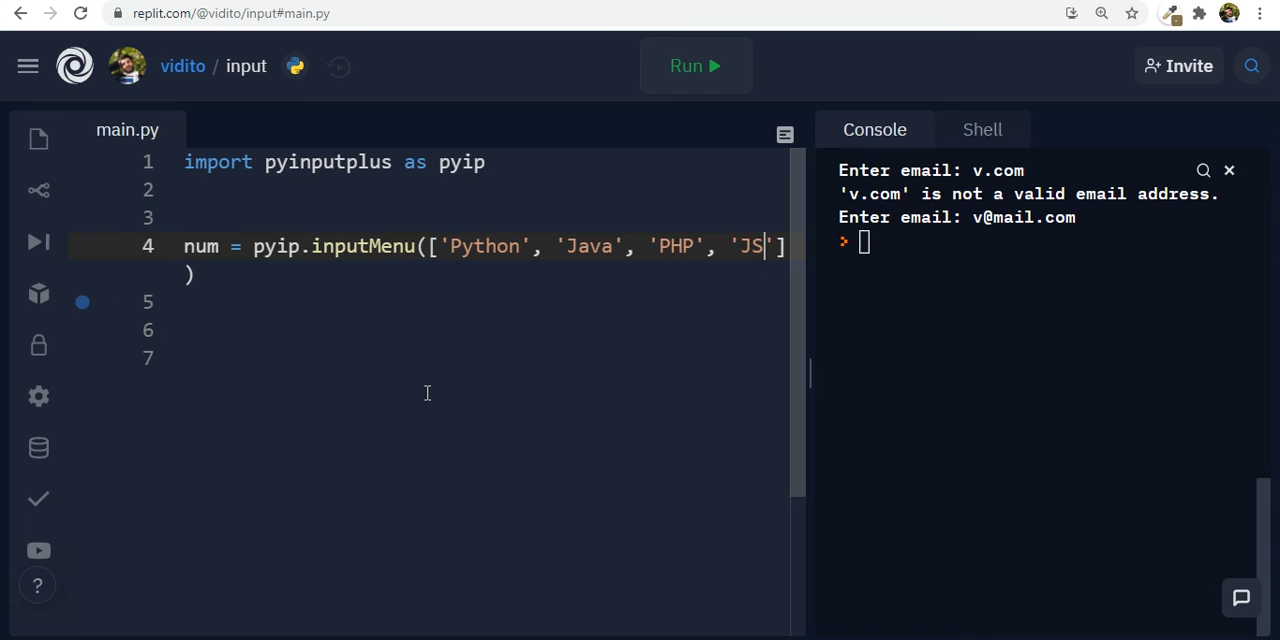 replit.com/@vidito/input#main.py
vidito / input
Run
Invite
main.py
Console
Shell
1 import pyinputplus as pyip
2
3
4 num = pyip.inputMenu(['Python', 'Java', 'PHP', 'JS']
)
5
6
7
Enter email: v.com
'v.com' is not a valid email address.
Enter email: v@mail.com
>
?